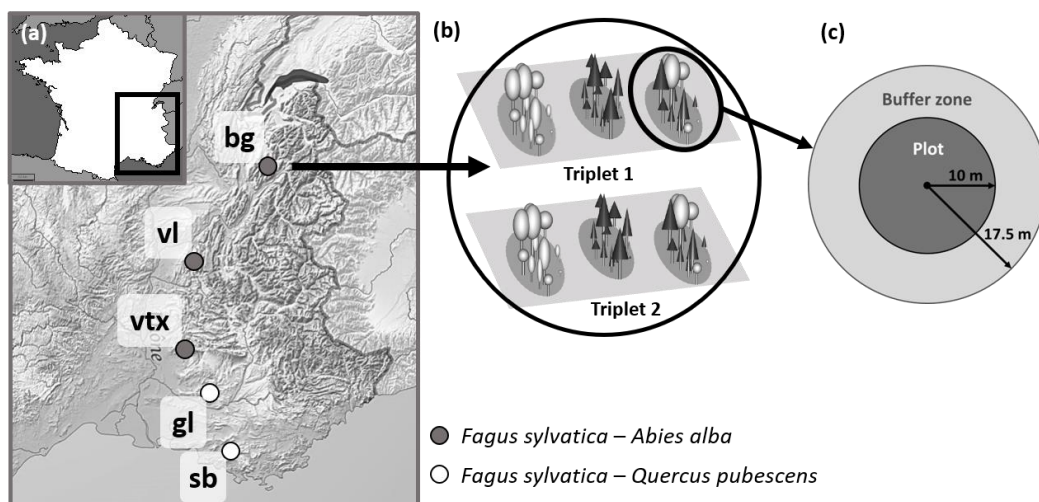 (a)
bg
vl
vtx
gl
sb
(b)
Triplet 1
Triplet 2
(c)
Buffer zone
Plot
10 m
17.5 m
Fagus sylvatica – Abies alba
Fagus sylvatica – Quercus pubescens